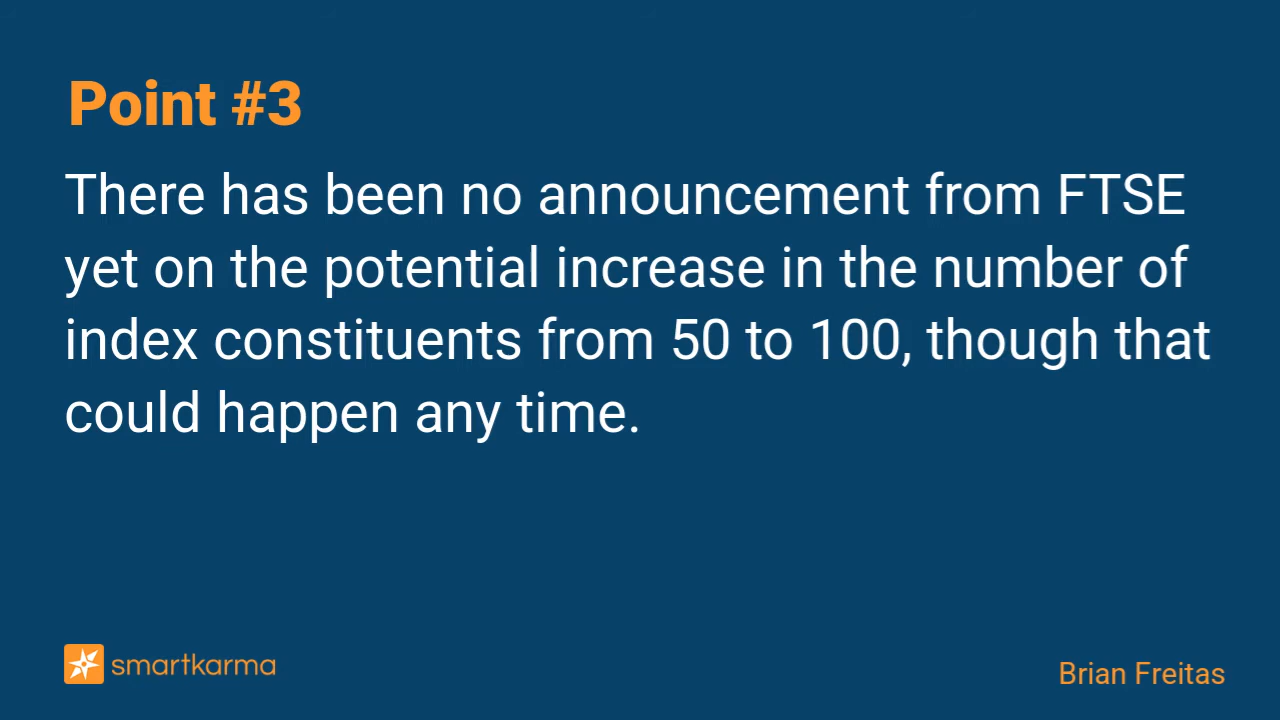 Point #3
There has been no announcement from FTSE
yet on the potential increase in the number of
index constituents from 50 to 100, though that
could happen any time.
smartkarma
Brian Freitas